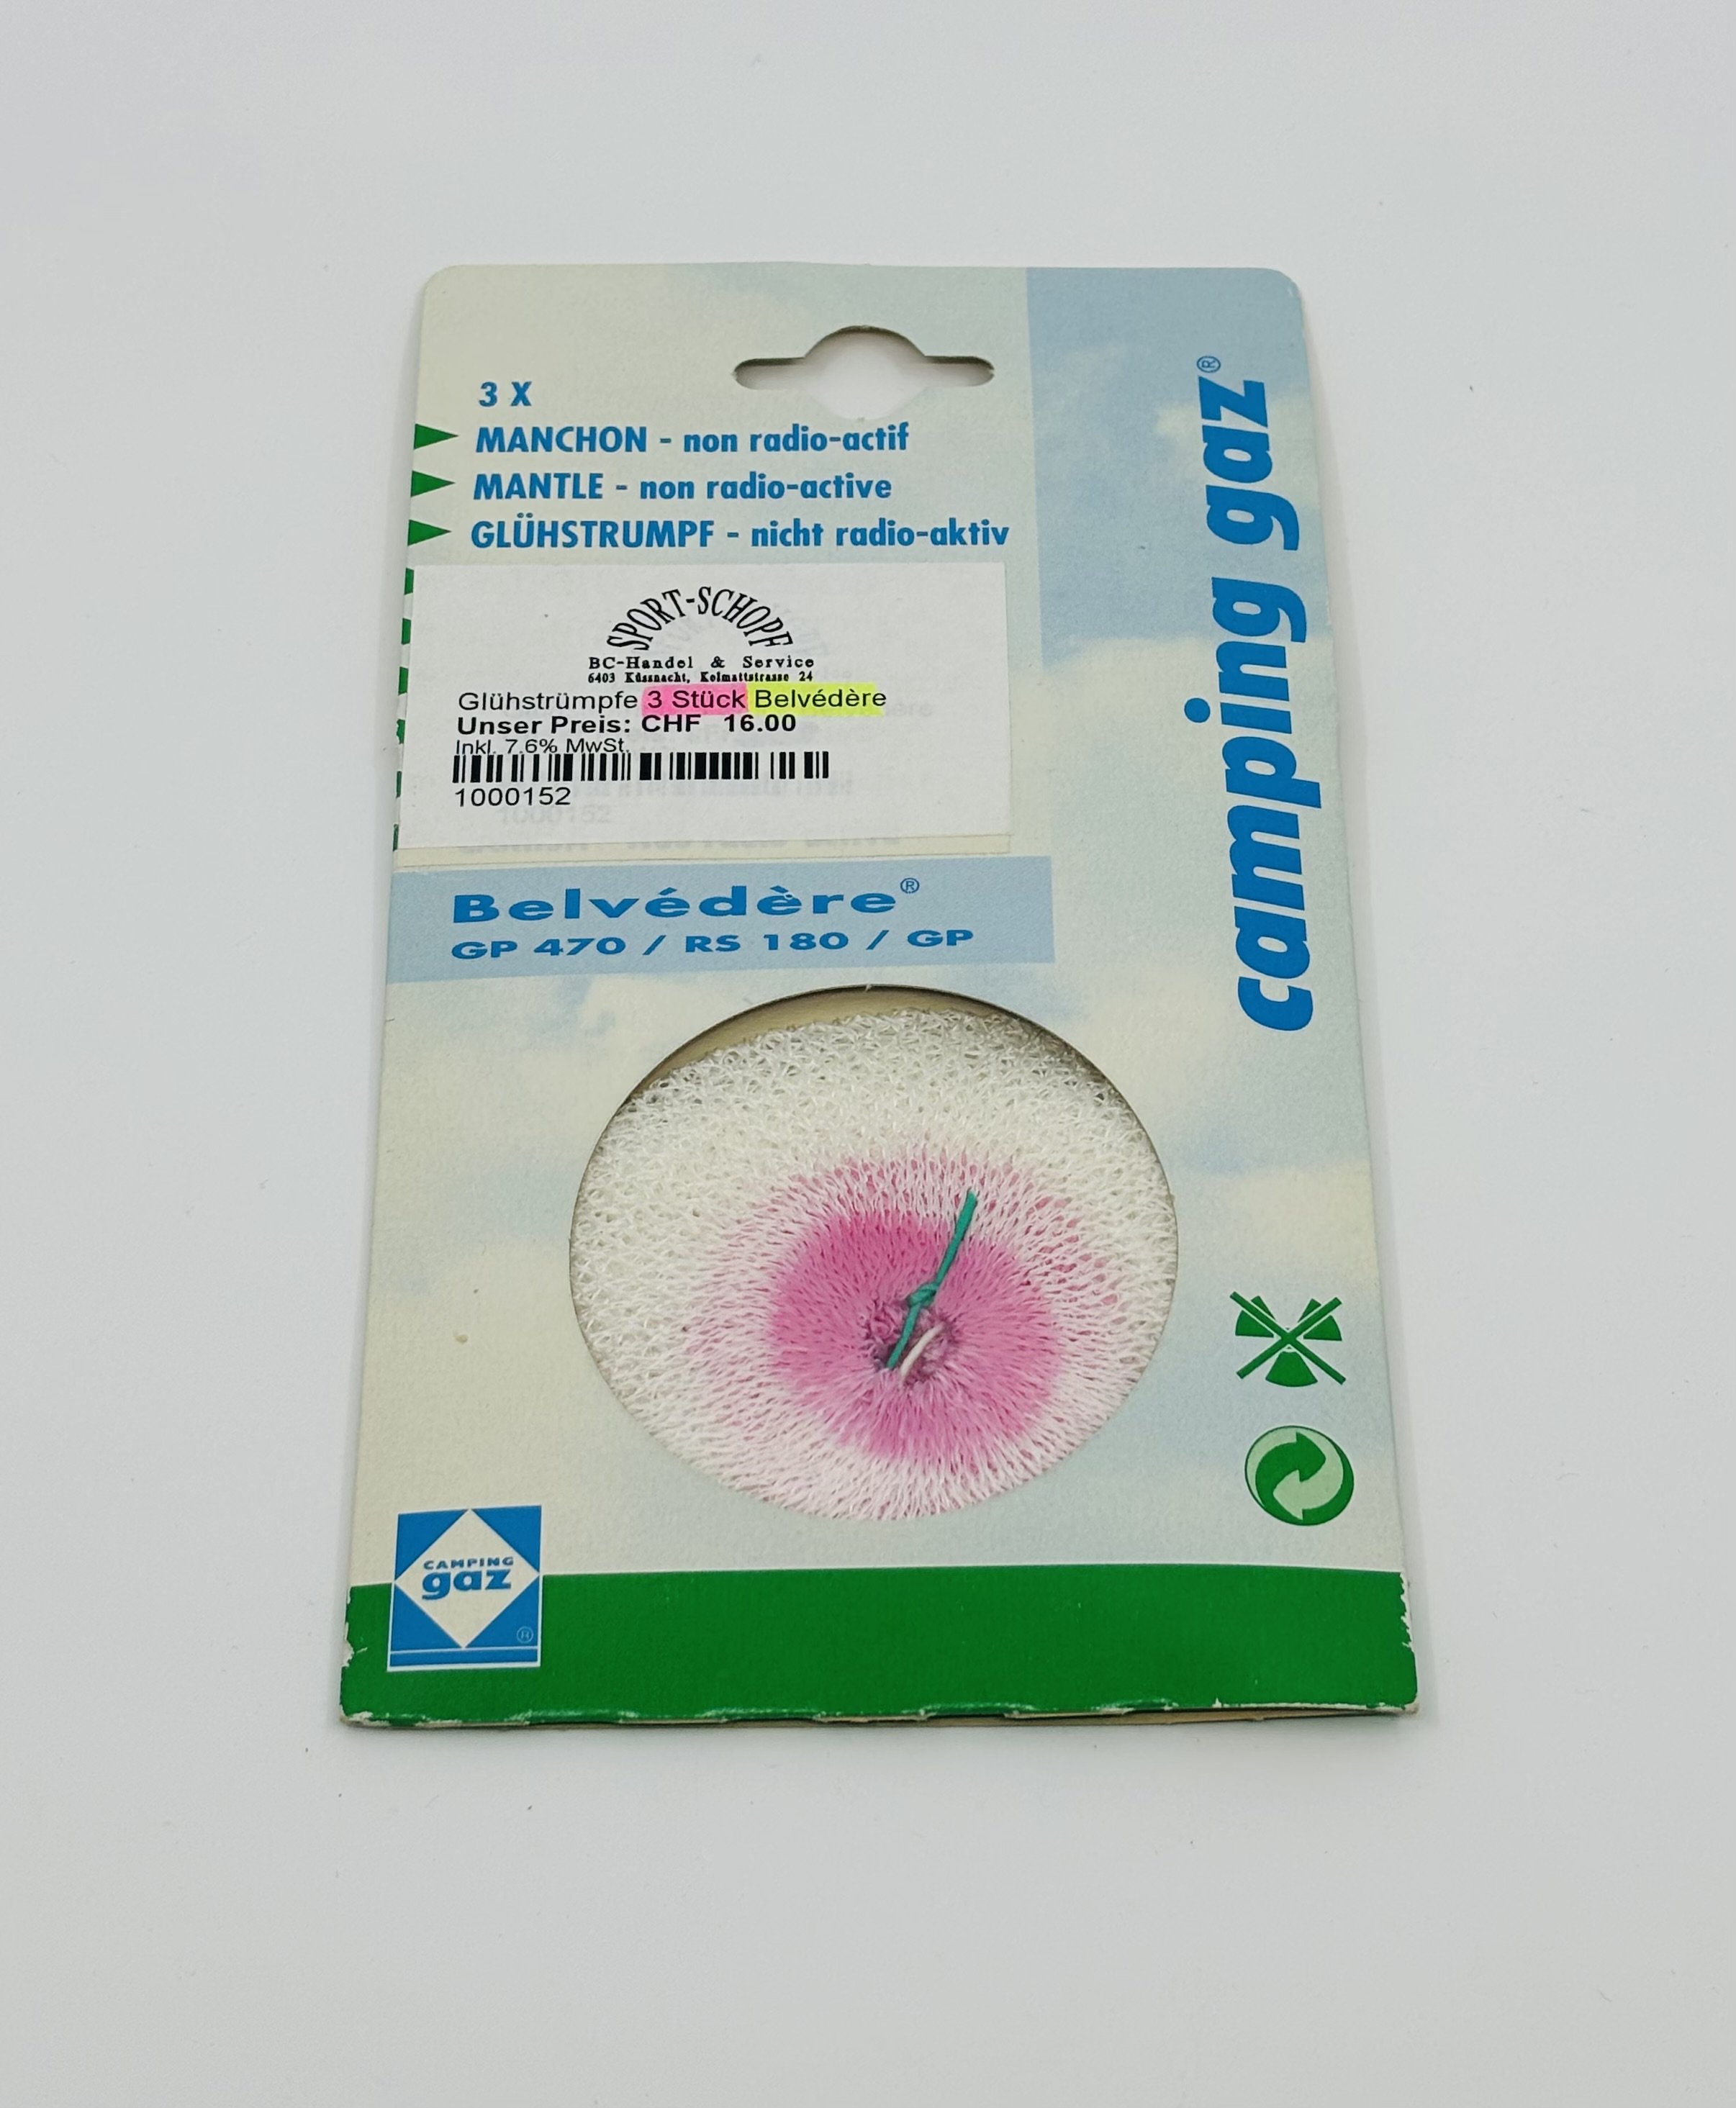 3 X
MANCHON - non radio-actif
MANTLE - non radio-active
GLÜHSTRUMPF - nicht radio-aktiv
SPORT-SCHOPF
BC-Handel & Service
6403 Küssnacht, Kolmattstrasse 24
Glühstrümpfe 3 Stück Belvédère
Unser Preis: CHF 16.00
Inkl. 7.6% MwSt.
1000152
Belvédère®
GP 470 / RS 180 / GP
camping gaz®
CAMPING
gaz
®